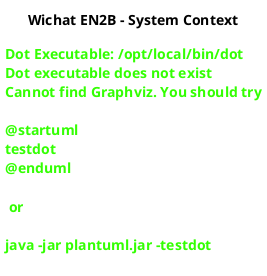 Wichat EN2B - System Context
Dot Executable: /opt/local/bin/dot
Dot executable does not exist
Cannot find Graphviz. You should try
@startuml
testdot
@enduml
or
java -jar plantuml.jar -testdot